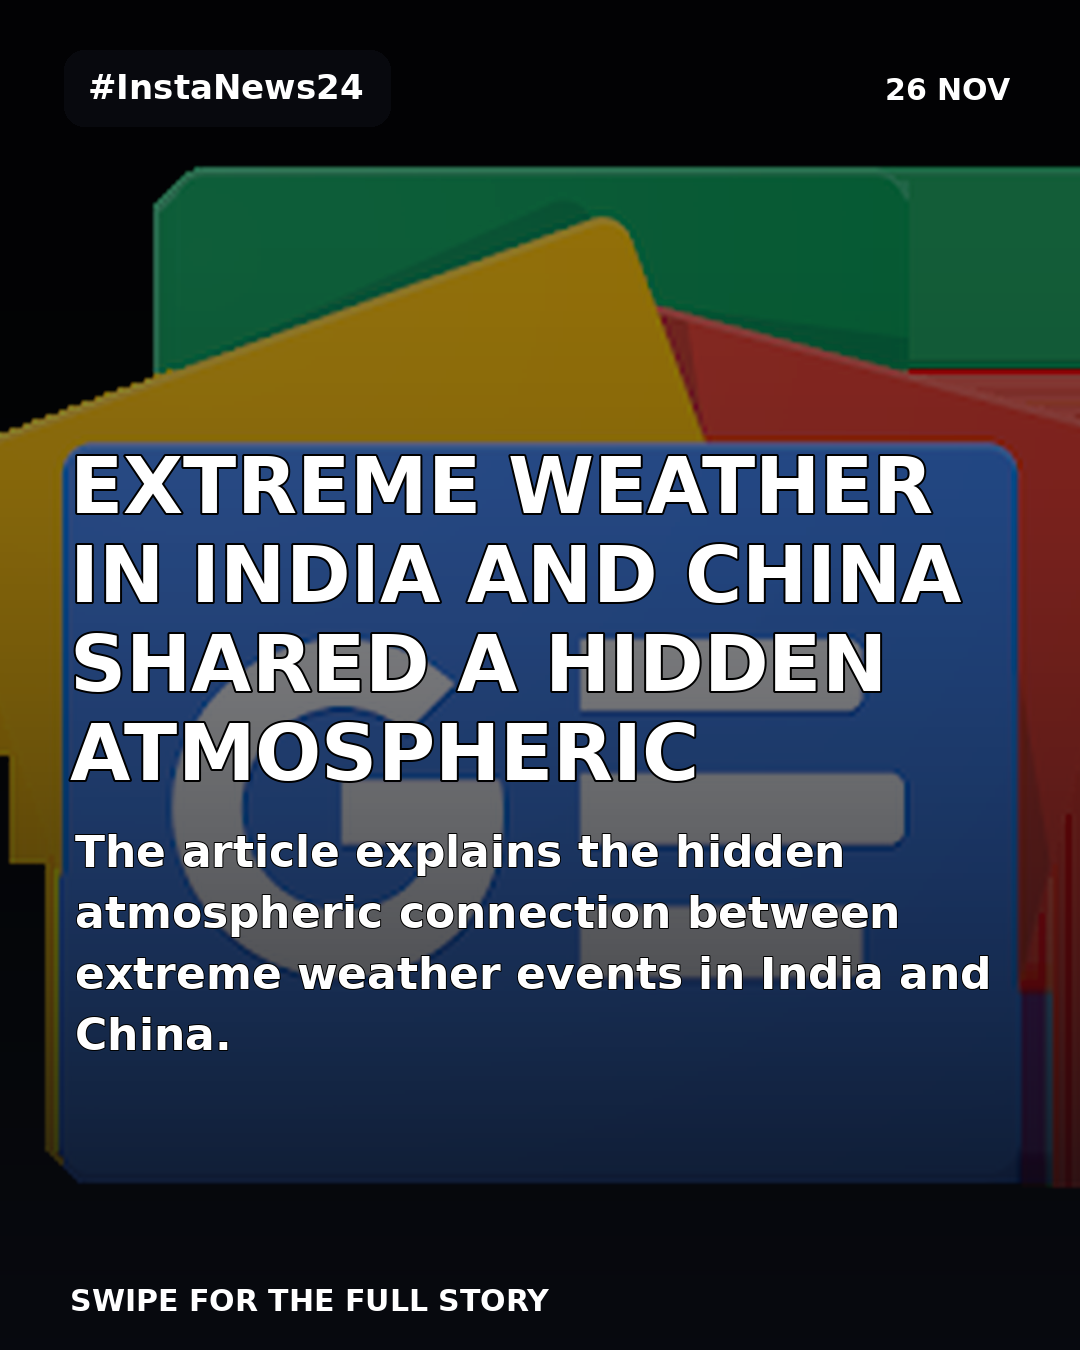 #InstaNews24
26 NOV
EXTREME WEATHER
IN INDIA AND CHINA
SHARED A HIDDEN
ATMOSPHERIC
The article explains the hidden
atmospheric connection between
extreme weather events in India and
China.
SWIPE FOR THE FULL STORY